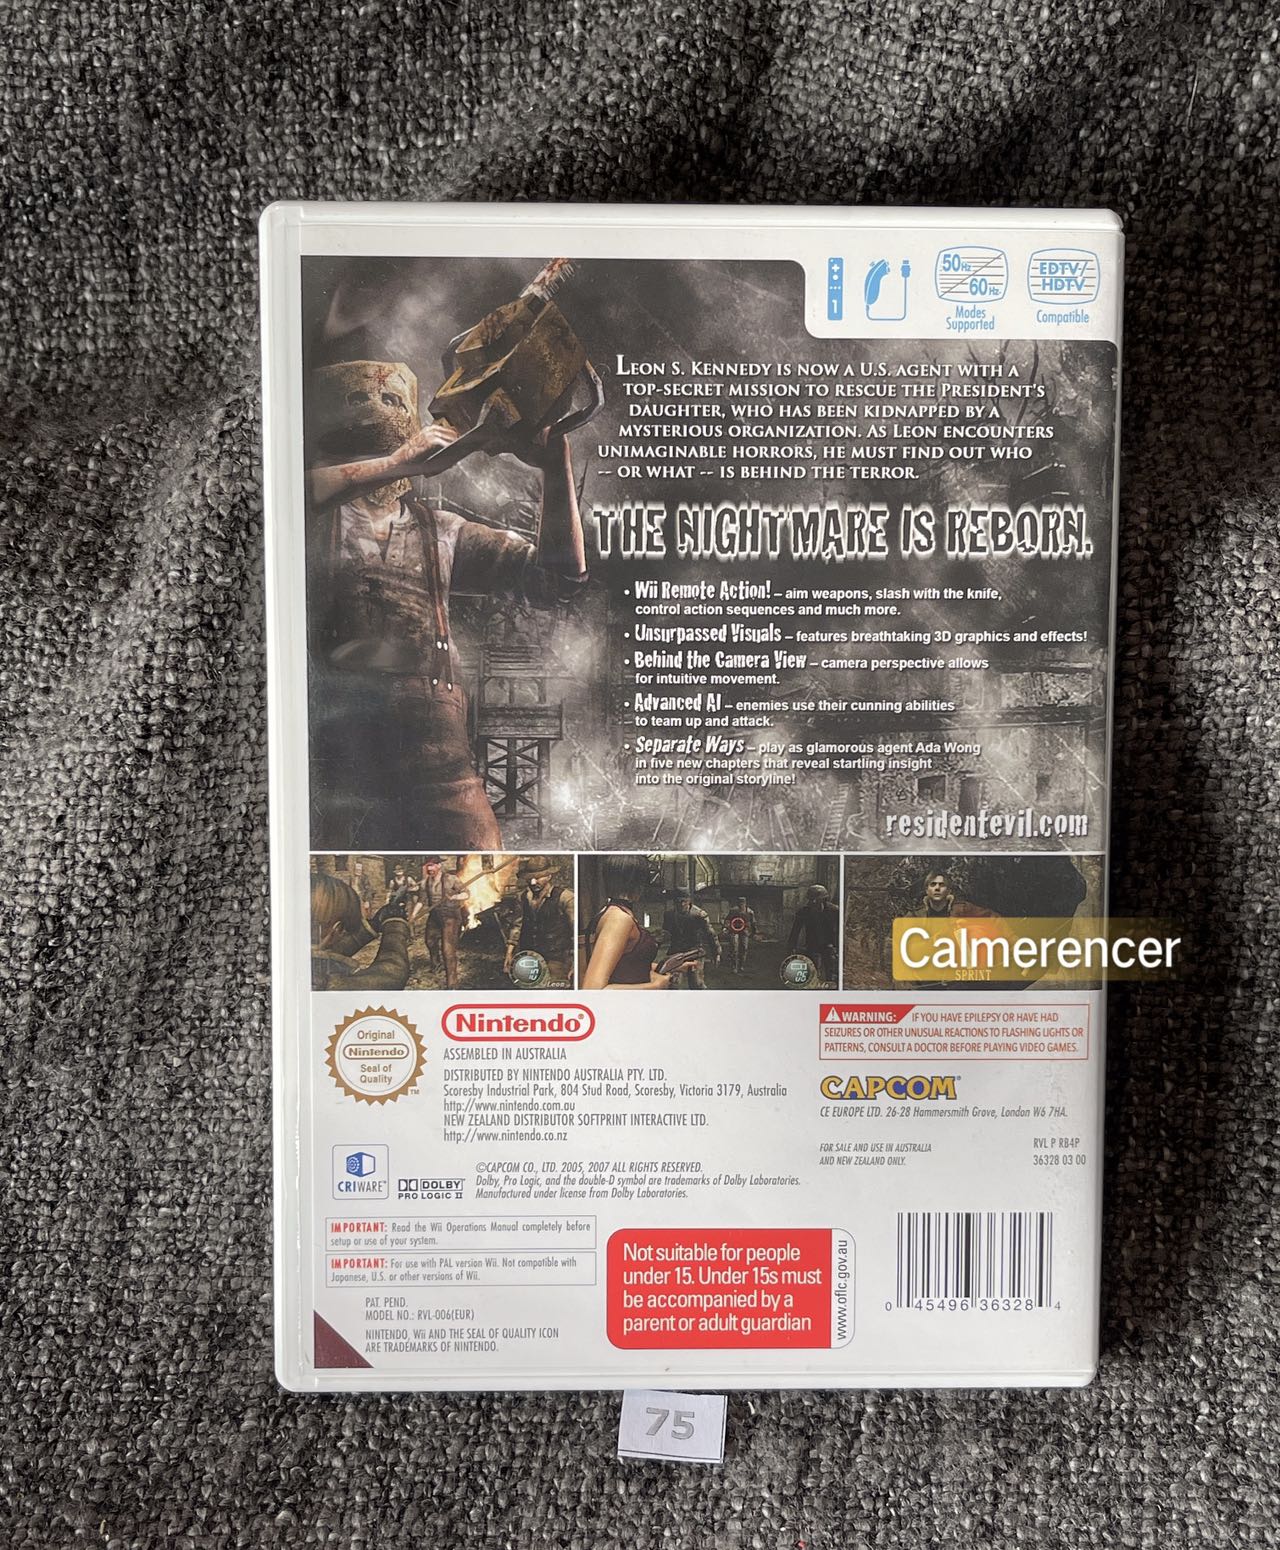 1
50Hz
60Hz
Modes
Supported
EDTV/
HDTV
Compatible
LEON S. KENNEDY IS NOW A U.S. AGENT WITH A
TOP-SECRET MISSION TO RESCUE THE PRESIDENT'S
DAUGHTER, WHO HAS BEEN KIDNAPPED BY A
MYSTERIOUS ORGANIZATION. AS LEON ENCOUNTERS
UNIMAGINABLE HORRORS, HE MUST FIND OUT WHO
-- OR WHAT -- IS BEHIND THE TERROR.
THE NIGHTMARE IS REBORN.
• Wii Remote Action! – aim weapons, slash with the knife,
control action sequences and much more.
• Unsurpassed Visuals – features breathtaking 3D graphics and effects!
• Behind the Camera View – camera perspective allows
for intuitive movement.
• Advanced AI – enemies use their cunning abilities
to team up and attack.
• Separate Ways – play as glamorous agent Ada Wong
in five new chapters that reveal startling insight
into the original storyline!
residentevil.com
Leon
Calmerencer
SPRINT
Original
Nintendo
Seal of
Quality
TM
Nintendo®
ASSEMBLED IN AUSTRALIA
DISTRIBUTED BY NINTENDO AUSTRALIA PTY. LTD.
Scoresby Industrial Park, 804 Stud Road, Scoresby, Victoria 3179, Australia
http://www.nintendo.com.au
NEW ZEALAND DISTRIBUTOR SOFTPRINT INTERACTIVE LTD.
http://www.nintendo.co.nz
WARNING: IF YOU HAVE EPILEPSY OR HAVE HAD
SEIZURES OR OTHER UNUSUAL REACTIONS TO FLASHING LIGHTS OR
PATTERNS, CONSULT A DOCTOR BEFORE PLAYING VIDEO GAMES.
CAPCOM®
CE EUROPE LTD. 26-28 Hammersmith Grove, London W6 7HA.
FOR SALE AND USE IN AUSTRALIA
AND NEW ZEALAND ONLY.
RVL P RB4P
36328 03 00
CRIWARE™
DOLBY
PRO LOGIC II
©CAPCOM CO., LTD. 2005, 2007 ALL RIGHTS RESERVED.
Dolby, Pro Logic, and the double-D symbol are trademarks of Dolby Laboratories.
Manufactured under license from Dolby Laboratories.
IMPORTANT: Read the Wii Operations Manual completely before
setup or use of your system.
IMPORTANT: For use with PAL version Wii. Not compatible with
Japanese, U.S. or other versions of Wii.
PAT. PEND.
MODEL NO.: RVL-006(EUR)
NINTENDO, Wii AND THE SEAL OF QUALITY ICON
ARE TRADEMARKS OF NINTENDO.
Not suitable for people
under 15. Under 15s must
be accompanied by a
parent or adult guardian
www.oflc.gov.au
0 45496 36328 4
75